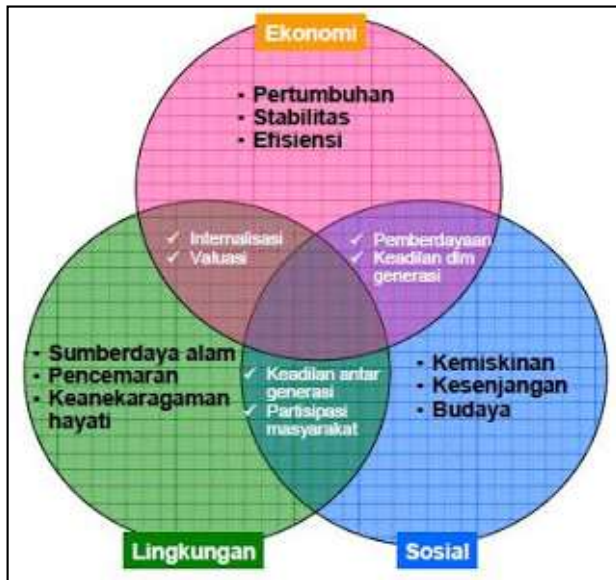 Ekonomi
▪ Pertumbuhan
▪ Stabilitas
▪ Efisiensi
✓ Internalisasi
✓ Valuasi
✓ Pemberdayaan
✓ Keadilan dlm
generasi
▪ Sumberdaya alam
▪ Pencemaran
▪ Keanekaragaman
hayati
✓ Keadilan antar
generasi
✓ Partisipasi
masyarakat
▪ Kemiskinan
▪ Kesenjangan
▪ Budaya
Lingkungan
Sosial